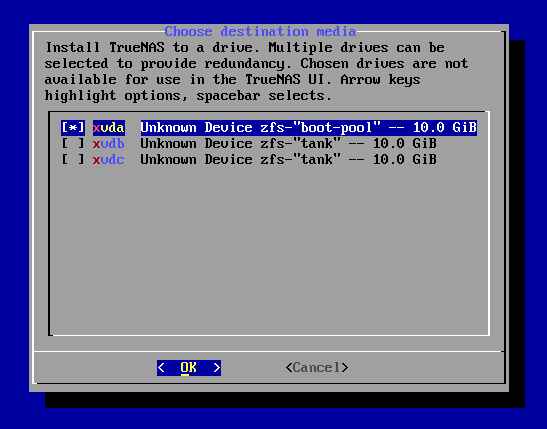 Choose destination media
Install TrueNAS to a drive. Multiple drives can be
selected to provide redundancy. Chosen drives are not
available for use in the TrueNAS UI. Arrow keys
highlight options, spacebar selects.
[*] xvda Unknown Device zfs-"boot-pool" -- 10.0 GiB
[ ] xvdb Unknown Device zfs-"tank" -- 10.0 GiB
[ ] xvdc Unknown Device zfs-"tank" -- 10.0 GiB
< OK > <Cancel>